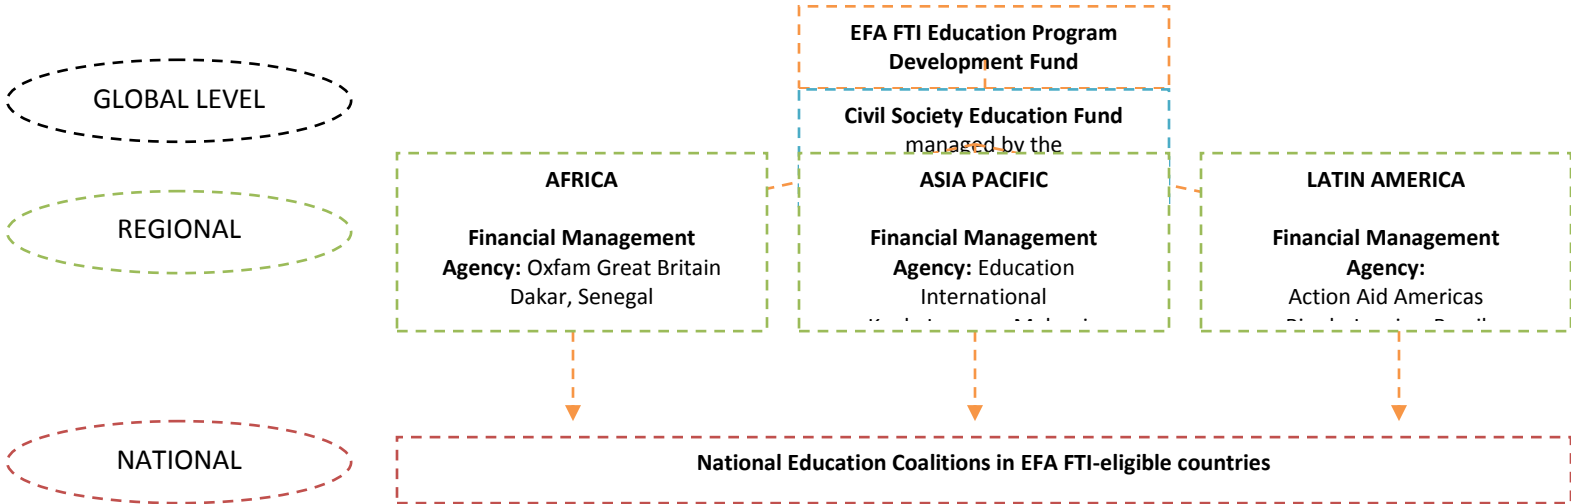 EFA FTI Education Program
Development Fund
GLOBAL LEVEL
Civil Society Education Fund
managed by the
AFRICA
ASIA PACIFIC
LATIN AMERICA
REGIONAL
Financial Management
Agency: Oxfam Great Britain
Dakar, Senegal
Financial Management
Agency: Education
International
Financial Management
Agency:
Action Aid Americas
NATIONAL
National Education Coalitions in EFA FTI-eligible countries